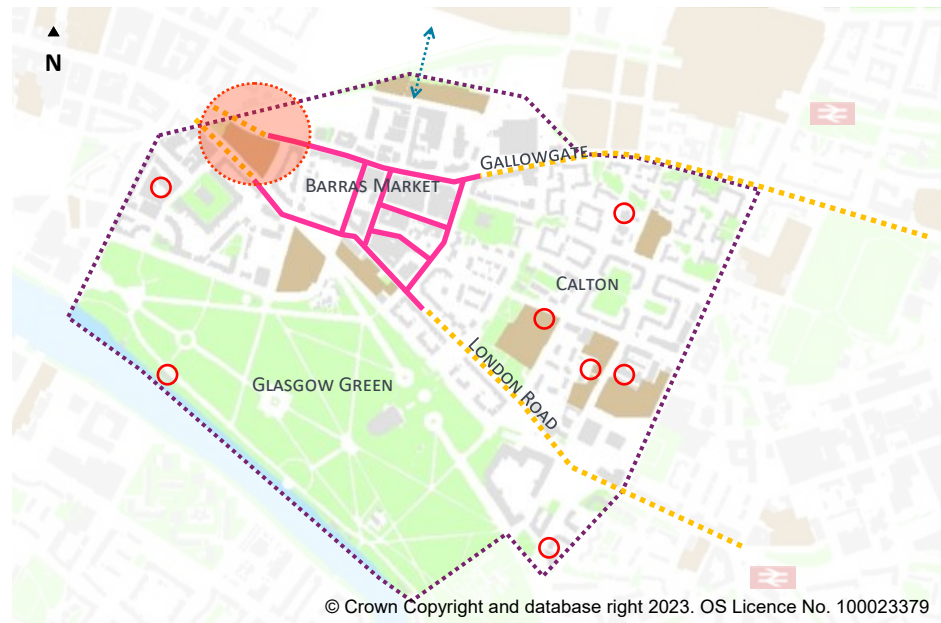 N
GALLOWGATE
BARRAS MARKET
CALTON
LONDON ROAD
GLASGOW GREEN
© Crown Copyright and database right 2023. OS Licence No. 100023379